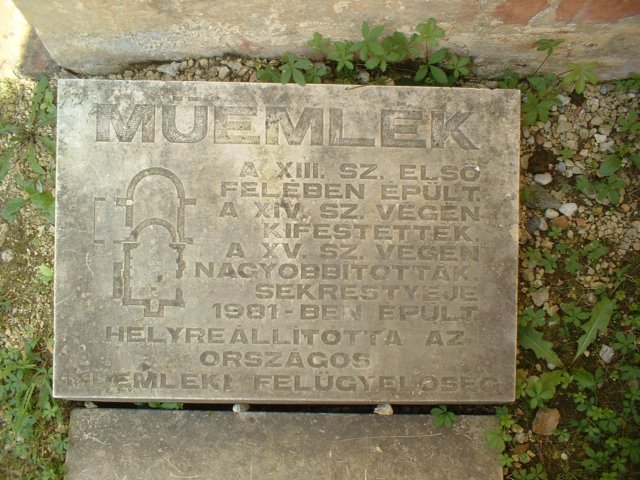 MŰEMLÉK
A XIII. SZ. ELSŐ
FELÉBEN ÉPÜLT.
A XIV. SZ. VÉGÉN
KIFESTETTÉK.
A XV. SZ. VÉGÉN
NAGYOBBÍTOTTÁK.
SEKRESTYÉJE
1981-BEN ÉPÜLT.
HELYREÁLLÍTOTTA AZ
ORSZÁGOS
MŰEMLÉKI FELÜGYELŐSÉG